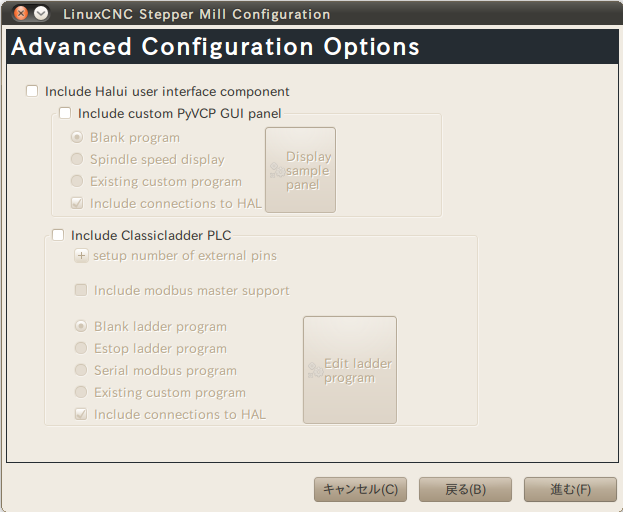 LinuxCNC Stepper Mill Configuration
Advanced Configuration Options
Include Halui user interface component
Include custom PyVCP GUI panel
Blank program
Spindle speed display
Existing custom program
Include connections to HAL
Display
sample
panel
Include Classicladder PLC
setup number of external pins
Include modbus master support
Blank ladder program
Estop ladder program
Serial modbus program
Existing custom program
Include connections to HAL
Edit ladder
program
キャンセル(C)
戻る(B)
進む(F)